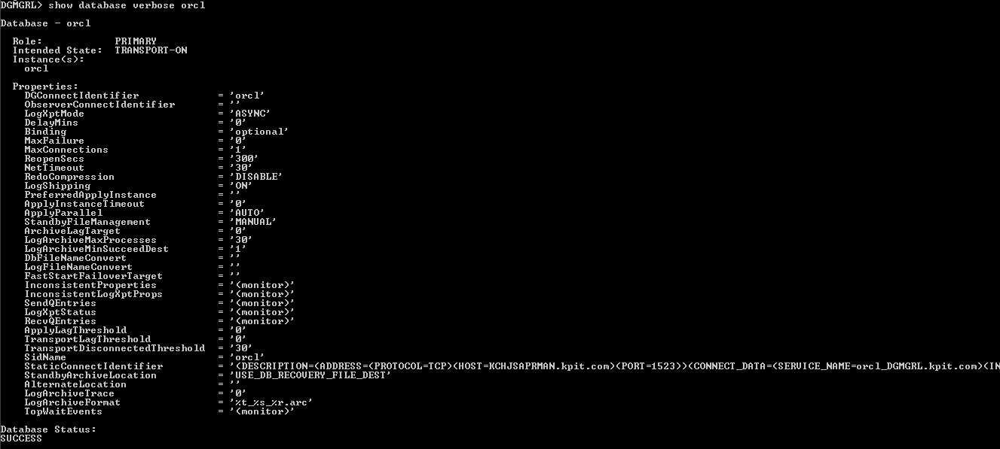 DGMGRL> show database verbose orcl
Database - orcl
Role: PRIMARY
Intended State: TRANSPORT-ON
Instance(s):
orcl
Properties:
DGConnectIdentifier = 'orcl'
ObserverConnectIdentifier = ''
LogXptMode = 'ASYNC'
DelayMins = '0'
Binding = 'optional'
MaxFailure = '0'
MaxConnections = '1'
ReopenSecs = '300'
NetTimeout = '30'
RedoCompression = 'DISABLE'
LogShipping = 'ON'
PreferredApplyInstance = ''
ApplyInstanceTimeout = '0'
ApplyParallel = 'AUTO'
StandbyFileManagement = 'MANUAL'
ArchiveLagTarget = '0'
LogArchiveMaxProcesses = '30'
LogArchiveMinSucceedDest = '1'
DbFileNameConvert = ''
LogFileNameConvert = ''
FastStartFailoverTarget = ''
InconsistentProperties = '(monitor)'
InconsistentLogXptProps = '(monitor)'
SendQEntries = '(monitor)'
LogXptStatus = '(monitor)'
RecvQEntries = '(monitor)'
ApplyLagThreshold = '0'
TransportLagThreshold = '0'
TransportDisconnectedThreshold = '30'
SidName = 'orcl'
StaticConnectIdentifier = '(DESCRIPTION=(ADDRESS=(PROTOCOL=TCP)(HOST=KCHJSAPRMAN.kpit.com)(PORT=1523))(CONNECT_DATA=(SERVICE_NAME=orcl_DGMGRL.kpit.com)(IN
StandbyArchiveLocation = 'USE_DB_RECOVERY_FILE_DEST'
AlternateLocation = ''
LogArchiveTrace = '0'
LogArchiveFormat = '%t_%s_%r.arc'
TopWaitEvents = '(monitor)'
Database Status:
SUCCESS